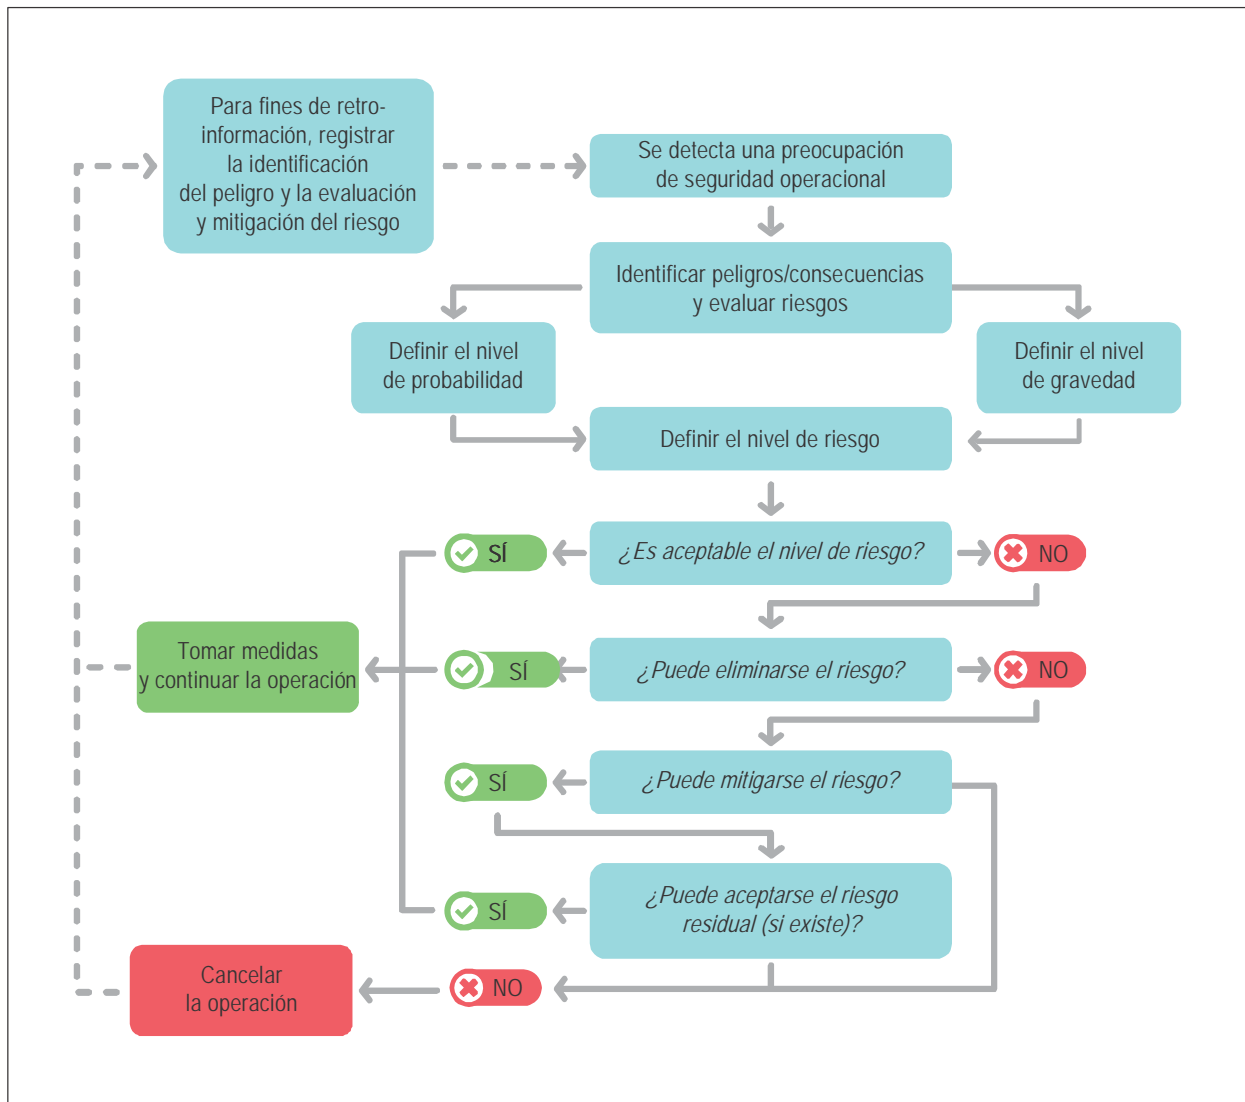 Para fines de retro-
información, registrar
la identificación
del peligro y la evaluación
y mitigación del riesgo
Se detecta una preocupación
de seguridad operacional
Identificar peligros/consecuencias
y evaluar riesgos
Definir el nivel
de probabilidad
Definir el nivel
de gravedad
Definir el nivel de riesgo
SÍ
¿Es aceptable el nivel de riesgo?
NO
Tomar medidas
y continuar la operación
SÍ
¿Puede eliminarse el riesgo?
NO
SÍ
¿Puede mitigarse el riesgo?
SÍ
¿Puede aceptarse el riesgo
residual (si existe)?
Cancelar
la operación
NO